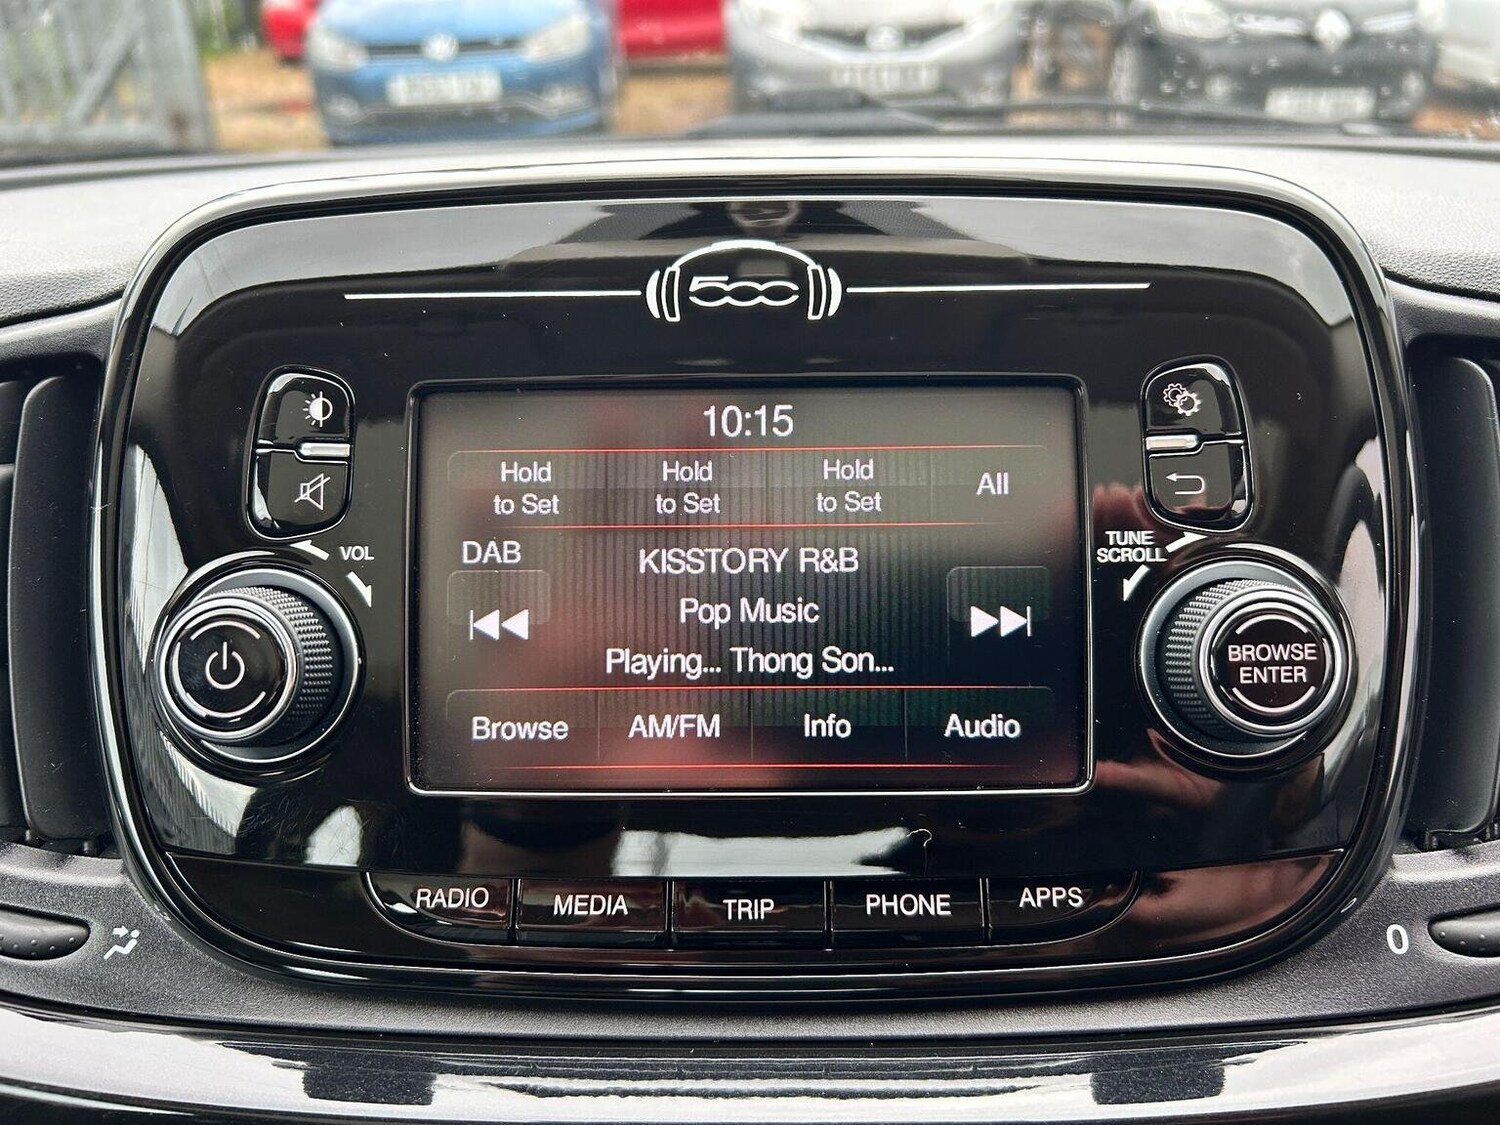 500
VOL
TUNE
SCROLL
10:15
Hold
to Set
Hold
to Set
Hold
to Set
All
DAB
KISSTORY R&B
Pop Music
Playing... Thong Son...
Browse
AM/FM
Info
Audio
BROWSE
ENTER
RADIO
MEDIA
TRIP
PHONE
APPS
0